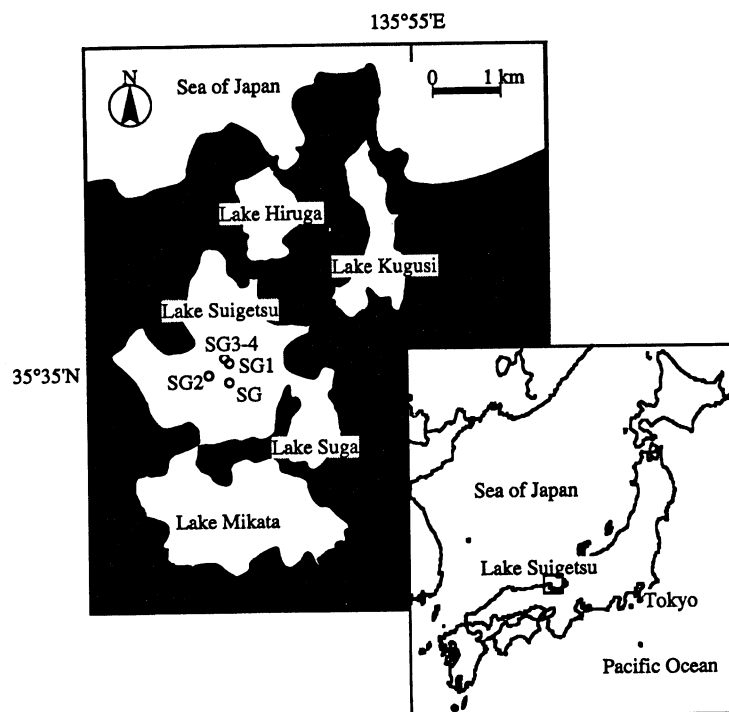 135°55'E
N
Sea of Japan
0 1 km
Lake Hiruga
Lake Kugusi
Lake Suigetsu
SG3-4
SG1
35°35'N
SG2
SG
Lake Suga
Lake Mikata
Sea of Japan
Lake Suigetsu
Tokyo
Pacific Ocean